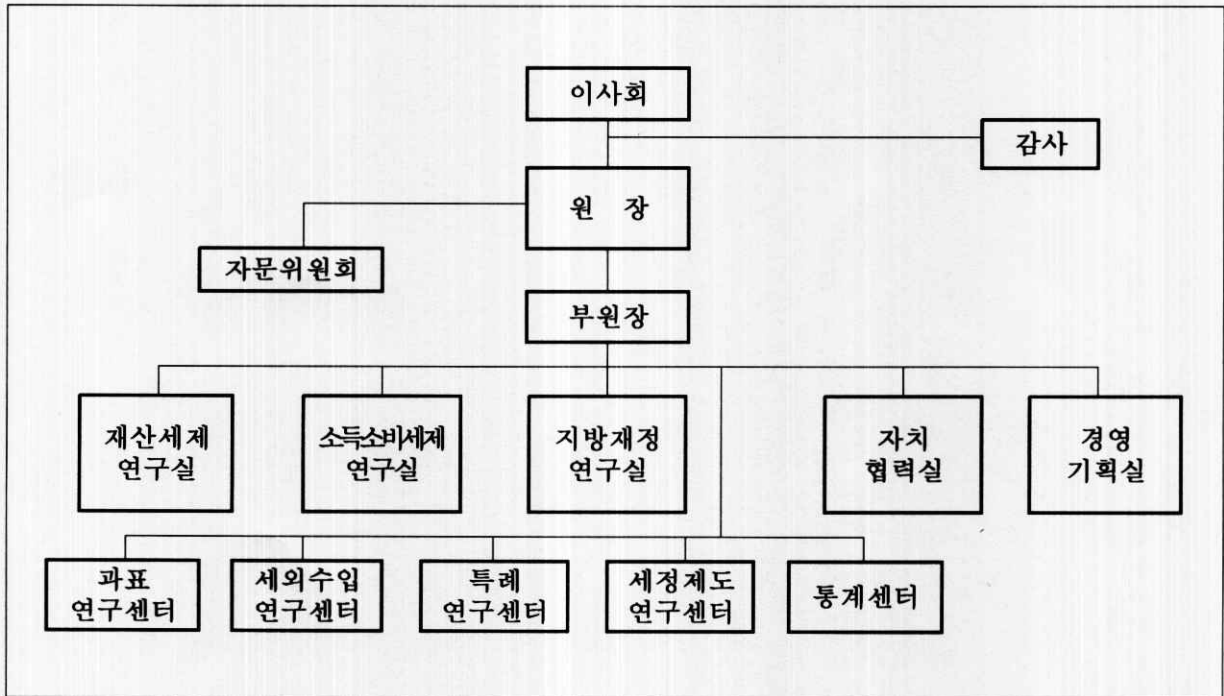 이사회
감사
원 장
자문위원회
부원장
재산세제
연구실
소득소비세제
연구실
지방재정
연구실
자치
협력실
경영
기획실
과표
연구센터
세외수입
연구센터
특례
연구센터
세정제도
연구센터
통계센터